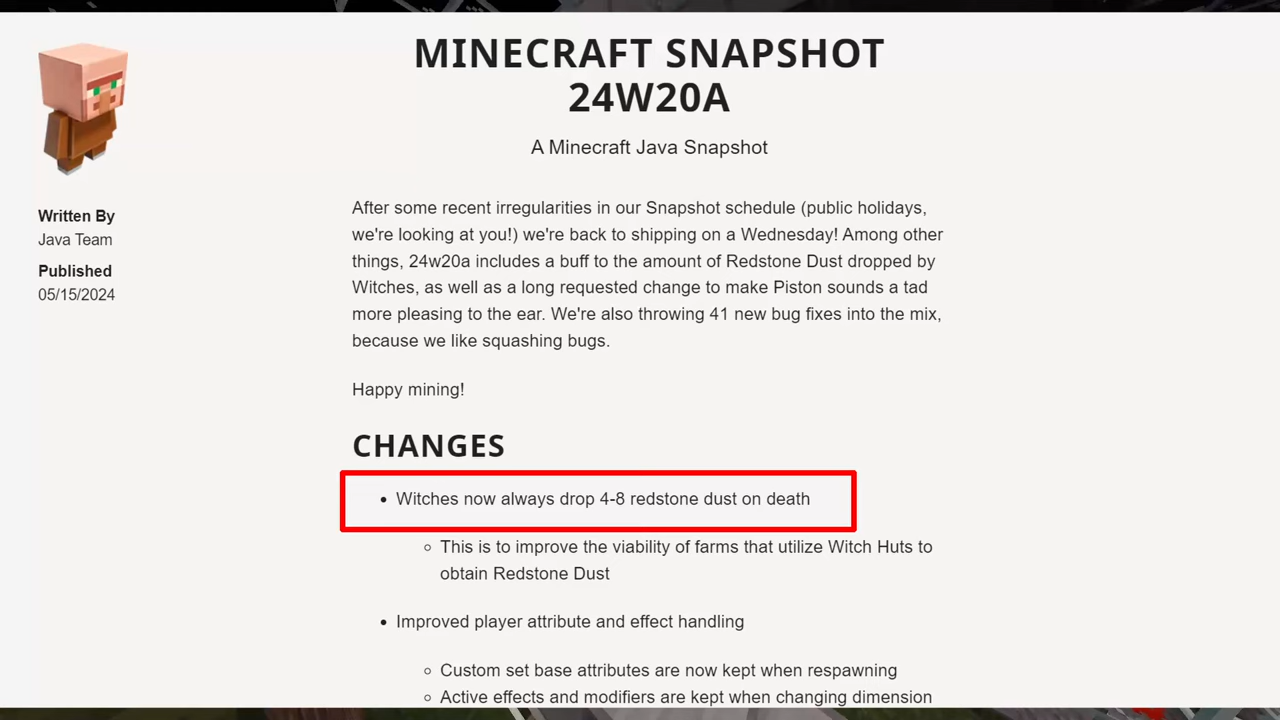 MINECRAFT SNAPSHOT
24W20A
A Minecraft Java Snapshot
Written By
Java Team
Published
05/15/2024
After some recent irregularities in our Snapshot schedule (public holidays,
we're looking at you!) we're back to shipping on a Wednesday! Among other
things, 24w20a includes a buff to the amount of Redstone Dust dropped by
Witches, as well as a long requested change to make Piston sounds a tad
more pleasing to the ear. We're also throwing 41 new bug fixes into the mix,
because we like squashing bugs.
Happy mining!
CHANGES
• Witches now always drop 4-8 redstone dust on death
◦ This is to improve the viability of farms that utilize Witch Huts to
obtain Redstone Dust
• Improved player attribute and effect handling
◦ Custom set base attributes are now kept when respawning
◦ Active effects and modifiers are kept when changing dimension